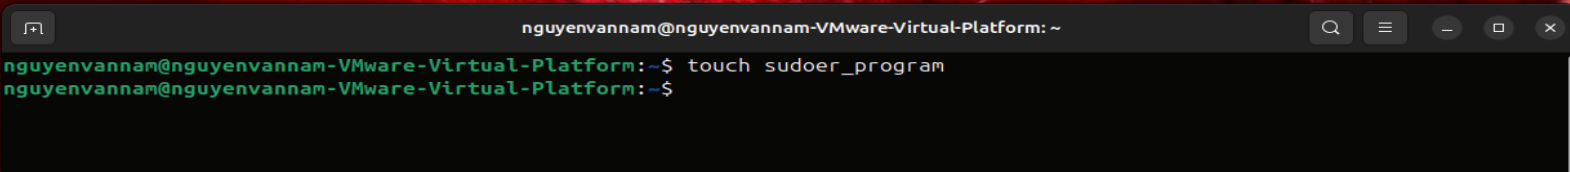 nguyenvannam@nguyenvannam-VMware-Virtual-Platform: ~
nguyenvannam@nguyenvannam-VMware-Virtual-Platform:~$ touch sudoer_program
nguyenvannam@nguyenvannam-VMware-Virtual-Platform:~$